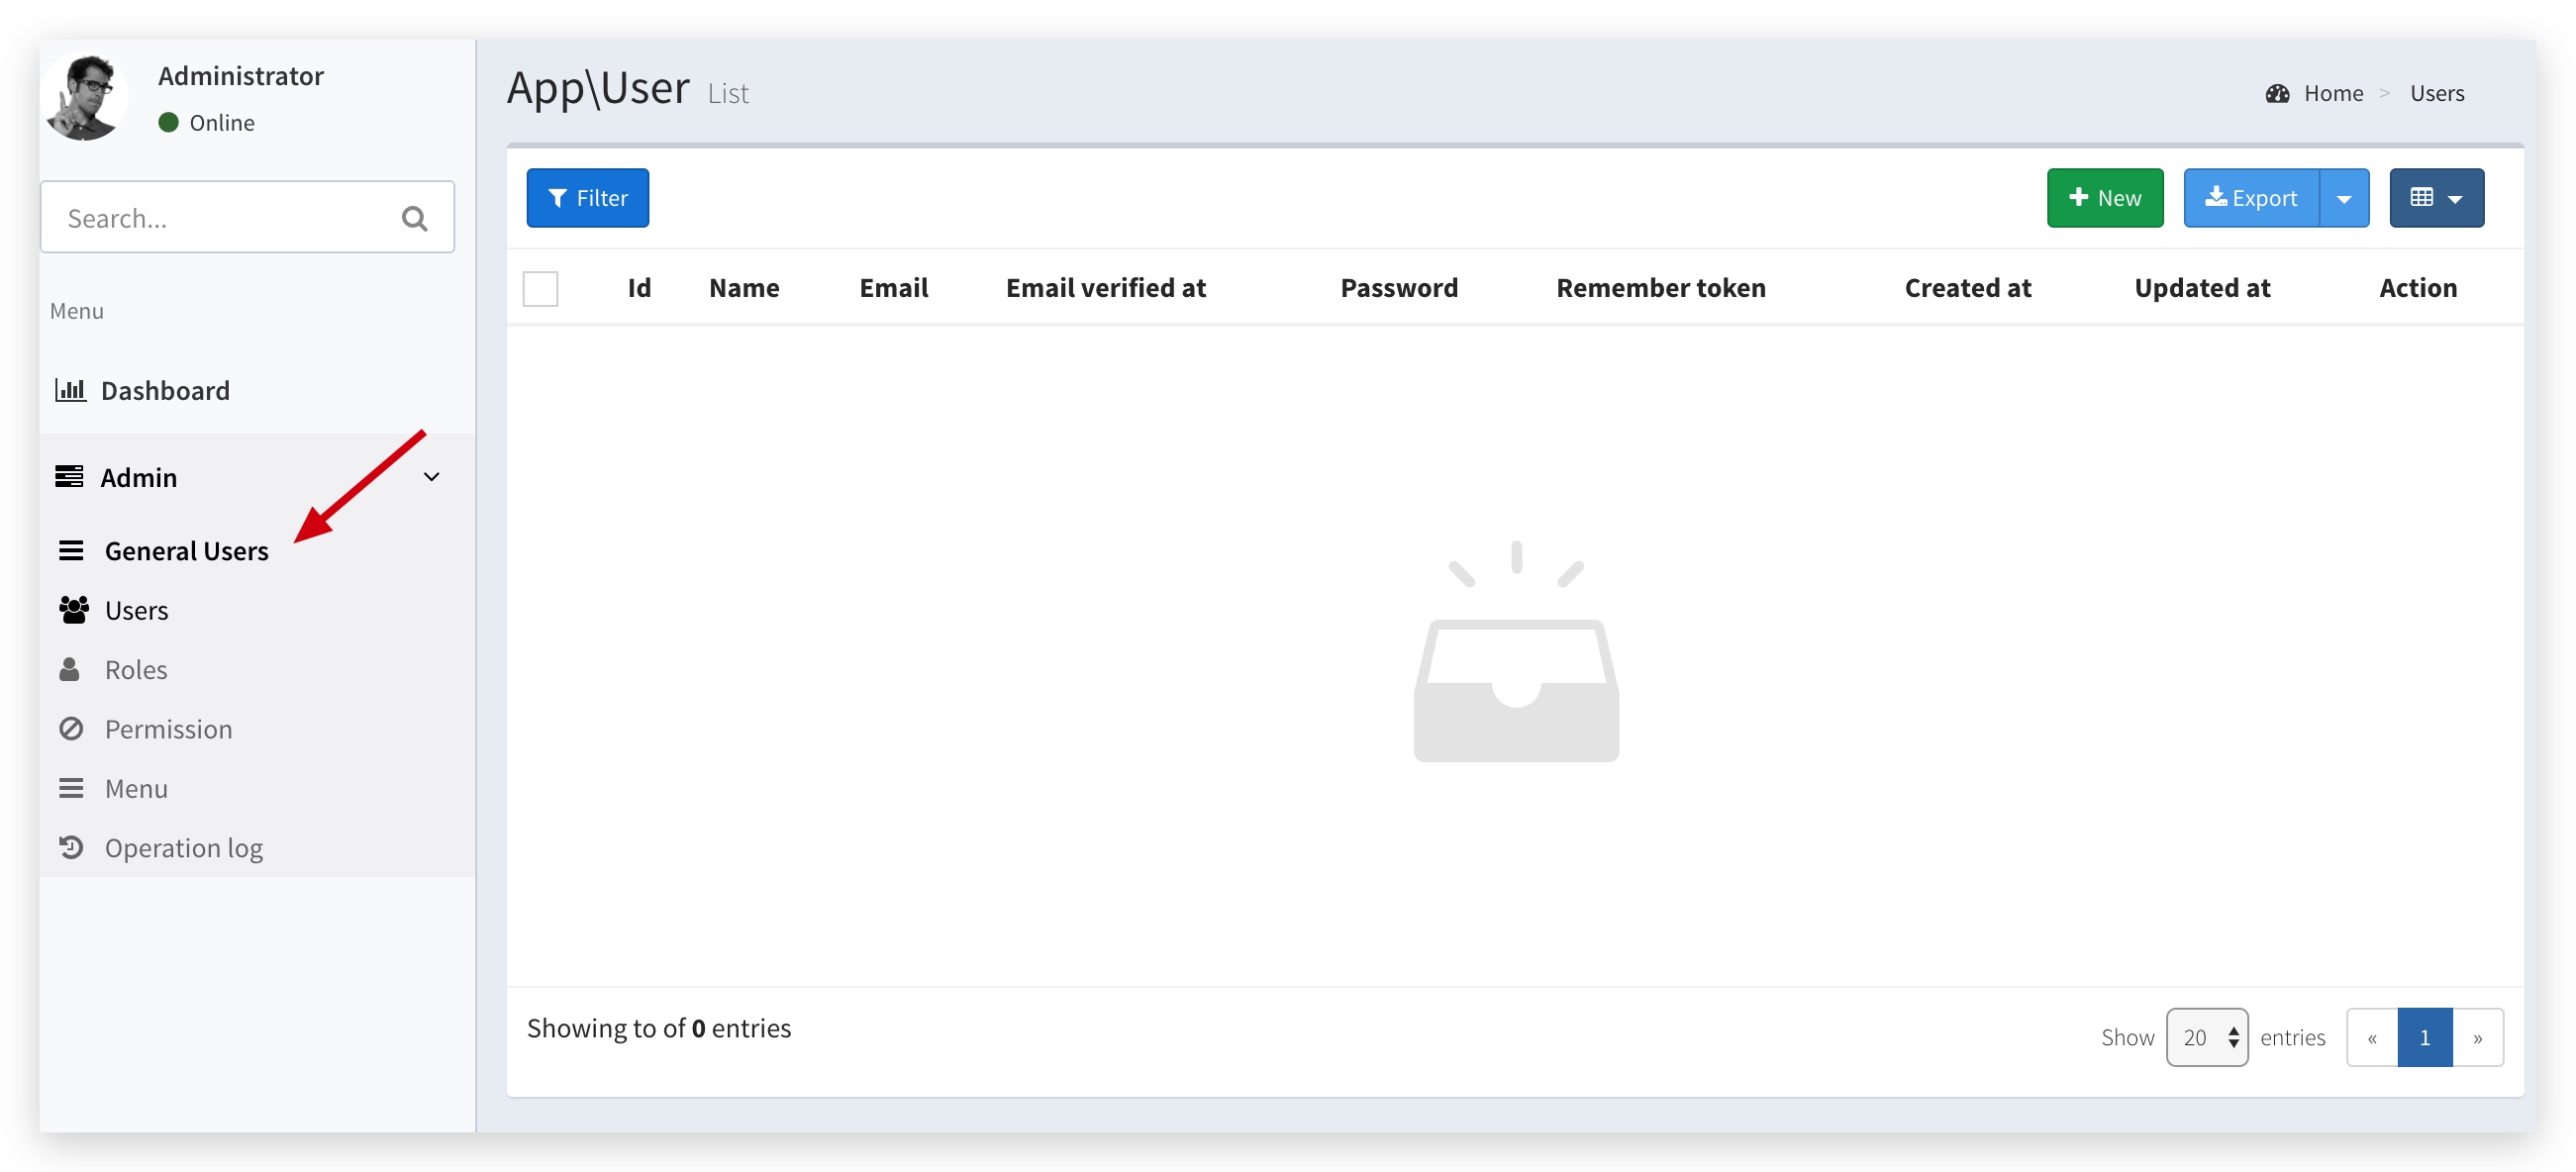 Administrator
Online
Search...
Menu
Dashboard
Admin
General Users
Users
Roles
Permission
Menu
Operation log
App\User List
Home > Users
Filter
New Export
Id Name Email Email verified at Password Remember token Created at Updated at Action
Showing to of 0 entries
Show 20 entries « 1 »